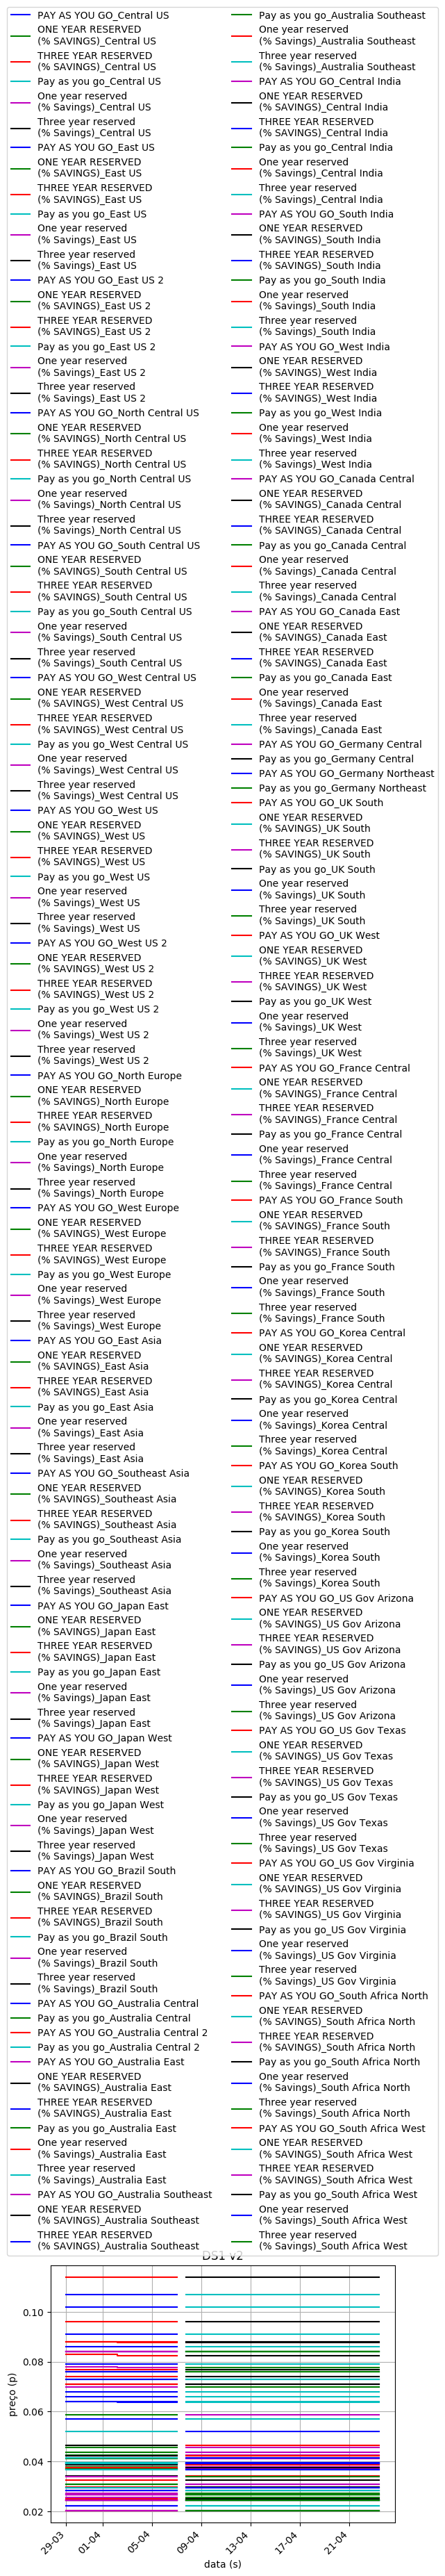 PAY AS YOU GO_Central US
ONE YEAR RESERVED
(% SAVINGS)_Central US
THREE YEAR RESERVED
(% SAVINGS)_Central US
Pay as you go_Central US
One year reserved
(% Savings)_Central US
Three year reserved
(% Savings)_Central US
PAY AS YOU GO_East US
ONE YEAR RESERVED
(% SAVINGS)_East US
THREE YEAR RESERVED
(% SAVINGS)_East US
Pay as you go_East US
One year reserved
(% Savings)_East US
Three year reserved
(% Savings)_East US
PAY AS YOU GO_East US 2
ONE YEAR RESERVED
(% SAVINGS)_East US 2
THREE YEAR RESERVED
(% SAVINGS)_East US 2
Pay as you go_East US 2
One year reserved
(% Savings)_East US 2
Three year reserved
(% Savings)_East US 2
PAY AS YOU GO_North Central US
ONE YEAR RESERVED
(% SAVINGS)_North Central US
THREE YEAR RESERVED
(% SAVINGS)_North Central US
Pay as you go_North Central US
One year reserved
(% Savings)_North Central US
Three year reserved
(% Savings)_North Central US
PAY AS YOU GO_South Central US
ONE YEAR RESERVED
(% SAVINGS)_South Central US
THREE YEAR RESERVED
(% SAVINGS)_South Central US
Pay as you go_South Central US
One year reserved
(% Savings)_South Central US
Three year reserved
(% Savings)_South Central US
PAY AS YOU GO_West Central US
ONE YEAR RESERVED
(% SAVINGS)_West Central US
THREE YEAR RESERVED
(% SAVINGS)_West Central US
Pay as you go_West Central US
One year reserved
(% Savings)_West Central US
Three year reserved
(% Savings)_West Central US
PAY AS YOU GO_West US
ONE YEAR RESERVED
(% SAVINGS)_West US
THREE YEAR RESERVED
(% SAVINGS)_West US
Pay as you go_West US
One year reserved
(% Savings)_West US
Three year reserved
(% Savings)_West US
PAY AS YOU GO_West US 2
ONE YEAR RESERVED
(% SAVINGS)_West US 2
THREE YEAR RESERVED
(% SAVINGS)_West US 2
Pay as you go_West US 2
One year reserved
(% Savings)_West US 2
Three year reserved
(% Savings)_West US 2
PAY AS YOU GO_North Europe
ONE YEAR RESERVED
(% SAVINGS)_North Europe
THREE YEAR RESERVED
(% SAVINGS)_North Europe
Pay as you go_North Europe
One year reserved
(% Savings)_North Europe
Three year reserved
(% Savings)_North Europe
PAY AS YOU GO_West Europe
ONE YEAR RESERVED
(% SAVINGS)_West Europe
THREE YEAR RESERVED
(% SAVINGS)_West Europe
Pay as you go_West Europe
One year reserved
(% Savings)_West Europe
Three year reserved
(% Savings)_West Europe
PAY AS YOU GO_East Asia
ONE YEAR RESERVED
(% SAVINGS)_East Asia
THREE YEAR RESERVED
(% SAVINGS)_East Asia
Pay as you go_East Asia
One year reserved
(% Savings)_East Asia
Three year reserved
(% Savings)_East Asia
PAY AS YOU GO_Southeast Asia
ONE YEAR RESERVED
(% SAVINGS)_Southeast Asia
THREE YEAR RESERVED
(% SAVINGS)_Southeast Asia
Pay as you go_Southeast Asia
One year reserved
(% Savings)_Southeast Asia
Three year reserved
(% Savings)_Southeast Asia
PAY AS YOU GO_Japan East
ONE YEAR RESERVED
(% SAVINGS)_Japan East
THREE YEAR RESERVED
(% SAVINGS)_Japan East
Pay as you go_Japan East
One year reserved
(% Savings)_Japan East
Three year reserved
(% Savings)_Japan East
PAY AS YOU GO_Japan West
ONE YEAR RESERVED
(% SAVINGS)_Japan West
THREE YEAR RESERVED
(% SAVINGS)_Japan West
Pay as you go_Japan West
One year reserved
(% Savings)_Japan West
Three year reserved
(% Savings)_Japan West
PAY AS YOU GO_Brazil South
ONE YEAR RESERVED
(% SAVINGS)_Brazil South
THREE YEAR RESERVED
(% SAVINGS)_Brazil South
Pay as you go_Brazil South
One year reserved
(% Savings)_Brazil South
Three year reserved
(% Savings)_Brazil South
PAY AS YOU GO_Australia Central
Pay as you go_Australia Central
PAY AS YOU GO_Australia Central 2
Pay as you go_Australia Central 2
PAY AS YOU GO_Australia East
ONE YEAR RESERVED
(% SAVINGS)_Australia East
THREE YEAR RESERVED
(% SAVINGS)_Australia East
Pay as you go_Australia East
One year reserved
(% Savings)_Australia East
Three year reserved
(% Savings)_Australia East
PAY AS YOU GO_Australia Southeast
ONE YEAR RESERVED
(% SAVINGS)_Australia Southeast
THREE YEAR RESERVED
(% SAVINGS)_Australia Southeast
Pay as you go_Australia Southeast
One year reserved
(% Savings)_Australia Southeast
Three year reserved
(% Savings)_Australia Southeast
PAY AS YOU GO_Central India
ONE YEAR RESERVED
(% SAVINGS)_Central India
THREE YEAR RESERVED
(% SAVINGS)_Central India
Pay as you go_Central India
One year reserved
(% Savings)_Central India
Three year reserved
(% Savings)_Central India
PAY AS YOU GO_South India
ONE YEAR RESERVED
(% SAVINGS)_South India
THREE YEAR RESERVED
(% SAVINGS)_South India
Pay as you go_South India
One year reserved
(% Savings)_South India
Three year reserved
(% Savings)_South India
PAY AS YOU GO_West India
ONE YEAR RESERVED
(% SAVINGS)_West India
THREE YEAR RESERVED
(% SAVINGS)_West India
Pay as you go_West India
One year reserved
(% Savings)_West India
Three year reserved
(% Savings)_West India
PAY AS YOU GO_Canada Central
ONE YEAR RESERVED
(% SAVINGS)_Canada Central
THREE YEAR RESERVED
(% SAVINGS)_Canada Central
Pay as you go_Canada Central
One year reserved
(% Savings)_Canada Central
Three year reserved
(% Savings)_Canada Central
PAY AS YOU GO_Canada East
ONE YEAR RESERVED
(% SAVINGS)_Canada East
THREE YEAR RESERVED
(% SAVINGS)_Canada East
Pay as you go_Canada East
One year reserved
(% Savings)_Canada East
Three year reserved
(% Savings)_Canada East
PAY AS YOU GO_Germany Central
Pay as you go_Germany Central
PAY AS YOU GO_Germany Northeast
Pay as you go_Germany Northeast
PAY AS YOU GO_UK South
ONE YEAR RESERVED
(% SAVINGS)_UK South
THREE YEAR RESERVED
(% SAVINGS)_UK South
Pay as you go_UK South
One year reserved
(% Savings)_UK South
Three year reserved
(% Savings)_UK South
PAY AS YOU GO_UK West
ONE YEAR RESERVED
(% SAVINGS)_UK West
THREE YEAR RESERVED
(% SAVINGS)_UK West
Pay as you go_UK West
One year reserved
(% Savings)_UK West
Three year reserved
(% Savings)_UK West
PAY AS YOU GO_France Central
ONE YEAR RESERVED
(% SAVINGS)_France Central
THREE YEAR RESERVED
(% SAVINGS)_France Central
Pay as you go_France Central
One year reserved
(% Savings)_France Central
Three year reserved
(% Savings)_France Central
PAY AS YOU GO_France South
ONE YEAR RESERVED
(% SAVINGS)_France South
THREE YEAR RESERVED
(% SAVINGS)_France South
Pay as you go_France South
One year reserved
(% Savings)_France South
Three year reserved
(% Savings)_France South
PAY AS YOU GO_Korea Central
ONE YEAR RESERVED
(% SAVINGS)_Korea Central
THREE YEAR RESERVED
(% SAVINGS)_Korea Central
Pay as you go_Korea Central
One year reserved
(% Savings)_Korea Central
Three year reserved
(% Savings)_Korea Central
PAY AS YOU GO_Korea South
ONE YEAR RESERVED
(% SAVINGS)_Korea South
THREE YEAR RESERVED
(% SAVINGS)_Korea South
Pay as you go_Korea South
One year reserved
(% Savings)_Korea South
Three year reserved
(% Savings)_Korea South
PAY AS YOU GO_US Gov Arizona
ONE YEAR RESERVED
(% SAVINGS)_US Gov Arizona
THREE YEAR RESERVED
(% SAVINGS)_US Gov Arizona
Pay as you go_US Gov Arizona
One year reserved
(% Savings)_US Gov Arizona
Three year reserved
(% Savings)_US Gov Arizona
PAY AS YOU GO_US Gov Texas
ONE YEAR RESERVED
(% SAVINGS)_US Gov Texas
THREE YEAR RESERVED
(% SAVINGS)_US Gov Texas
Pay as you go_US Gov Texas
One year reserved
(% Savings)_US Gov Texas
Three year reserved
(% Savings)_US Gov Texas
PAY AS YOU GO_US Gov Virginia
ONE YEAR RESERVED
(% SAVINGS)_US Gov Virginia
THREE YEAR RESERVED
(% SAVINGS)_US Gov Virginia
Pay as you go_US Gov Virginia
One year reserved
(% Savings)_US Gov Virginia
Three year reserved
(% Savings)_US Gov Virginia
PAY AS YOU GO_South Africa North
ONE YEAR RESERVED
(% SAVINGS)_South Africa North
THREE YEAR RESERVED
(% SAVINGS)_South Africa North
Pay as you go_South Africa North
One year reserved
(% Savings)_South Africa North
Three year reserved
(% Savings)_South Africa North
PAY AS YOU GO_South Africa West
ONE YEAR RESERVED
(% SAVINGS)_South Africa West
THREE YEAR RESERVED
(% SAVINGS)_South Africa West
Pay as you go_South Africa West
One year reserved
(% Savings)_South Africa West
Three year reserved
(% Savings)_South Africa West
DS1 v2
preço (p)
0.10
0.08
0.06
0.04
0.02
29-03
01-04
05-04
09-04
13-04
17-04
21-04
data (s)